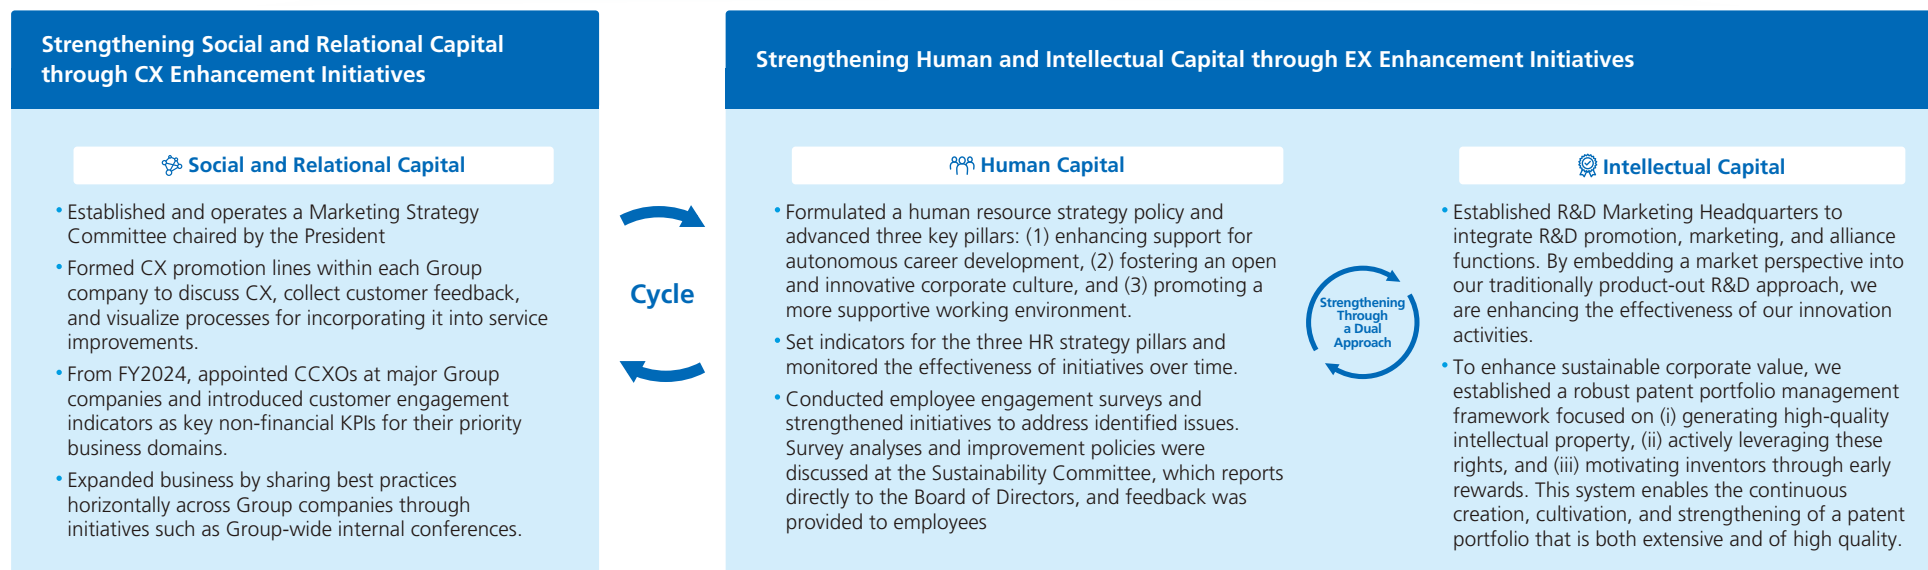 Strengthening Social and Relational Capital
through CX Enhancement Initiatives
Social and Relational Capital
• Established and operates a Marketing Strategy
Committee chaired by the President
• Formed CX promotion lines within each Group
company to discuss CX, collect customer feedback,
and visualize processes for incorporating it into service
improvements.
• From FY2024, appointed CCXOs at major Group
companies and introduced customer engagement
indicators as key non-financial KPIs for their priority
business domains.
• Expanded business by sharing best practices
horizontally across Group companies through
initiatives such as Group-wide internal conferences.
Cycle
Strengthening Human and Intellectual Capital through EX Enhancement Initiatives
Human Capital
• Formulated a human resource strategy policy and
advanced three key pillars: (1) enhancing support for
autonomous career development, (2) fostering an open
and innovative corporate culture, and (3) promoting a
more supportive working environment.
• Set indicators for the three HR strategy pillars and
monitored the effectiveness of initiatives over time.
• Conducted employee engagement surveys and
strengthened initiatives to address identified issues.
Survey analyses and improvement policies were
discussed at the Sustainability Committee, which reports
directly to the Board of Directors, and feedback was
provided to employees
Strengthening
Through
a Dual
Approach
Intellectual Capital
• Established R&D Marketing Headquarters to
integrate R&D promotion, marketing, and alliance
functions. By embedding a market perspective into
our traditionally product-out R&D approach, we
are enhancing the effectiveness of our innovation
activities.
• To enhance sustainable corporate value, we
established a robust patent portfolio management
framework focused on (i) generating high-quality
intellectual property, (ii) actively leveraging these
rights, and (iii) motivating inventors through early
rewards. This system enables the continuous
creation, cultivation, and strengthening of a patent
portfolio that is both extensive and of high quality.